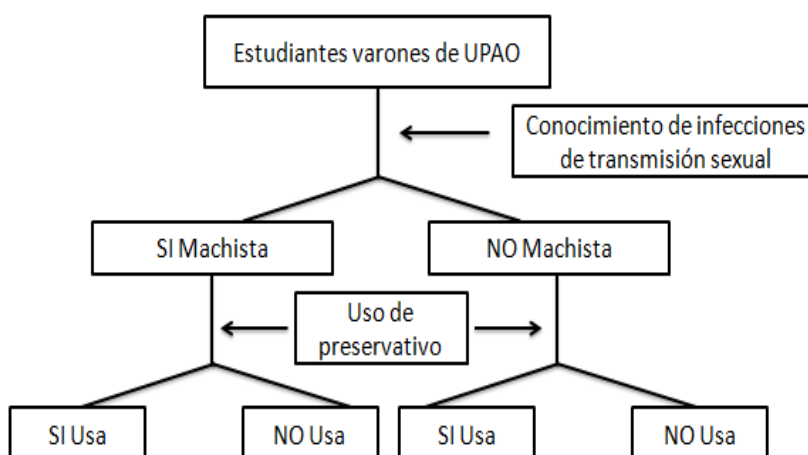 Estudiantes varones de UPAO
Conocimiento de infecciones
de transmisión sexual
SI Machista
NO Machista
Uso de
preservativo
SI Usa
NO Usa
SI Usa
NO Usa